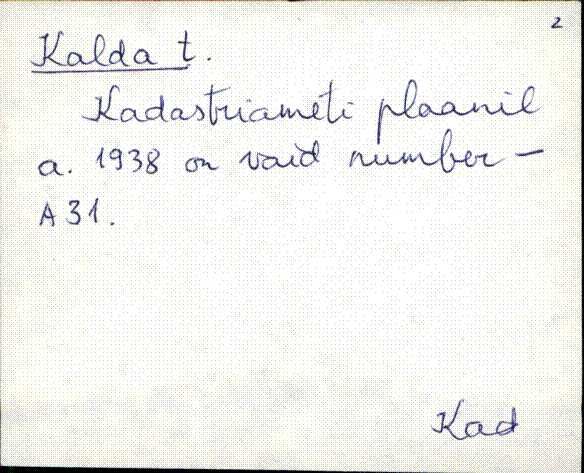 2
Kalda t.
Kadastriameti plaanil
a. 1938 on vaid number –
A 31.
Kad